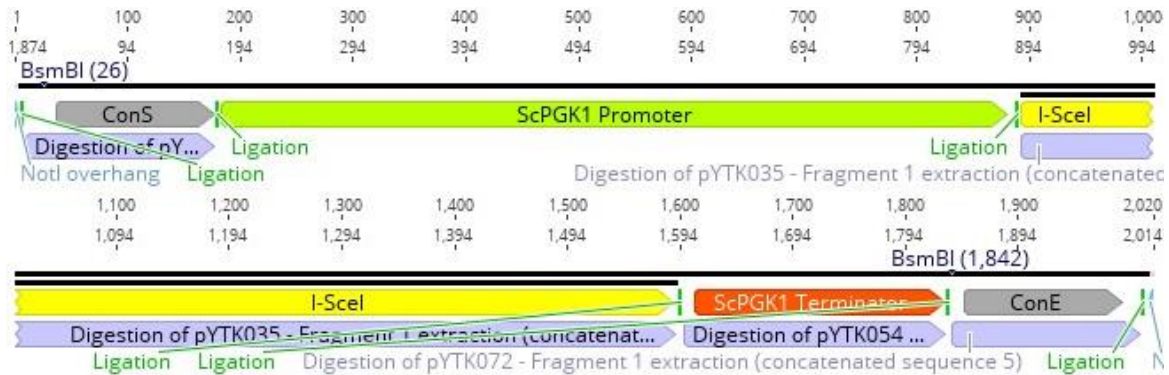 1 100 200 300 400 500 600 700 800 900 1,000
1,874 94 194 294 394 494 594 694 794 894 994
BsmBI (26)
ConS ScPGK1 Promoter I-SceI
Digestion of pY... Ligation Ligation
NotI overhang Ligation Digestion of pYTK035 - Fragment 1 extraction (concatenated
1,100 1,200 1,300 1,400 1,500 1,600 1,700 1,800 1,900 2,020
1,094 1,194 1,294 1,394 1,494 1,594 1,694 1,794 1,894 2,014
BsmBI (1,842)
I-SceI ScPGK1 Terminator ConE
Digestion of pYTK035 - Fragment 1 extraction (concatenat... Digestion of pYTK054 ...
Ligation Ligation Digestion of pYTK072 - Fragment 1 extraction (concatenated sequence 5) Ligation N